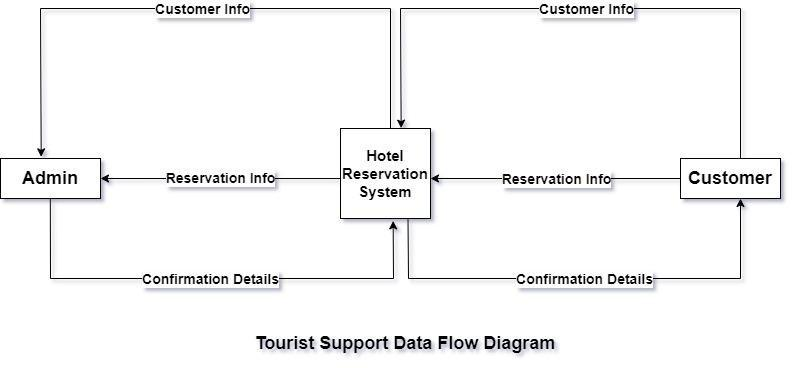 Customer Info
Customer Info
Hotel
Reservation
System
Admin
Reservation Info
Reservation Info
Customer
Confirmation Details
Confirmation Details
Tourist Support Data Flow Diagram